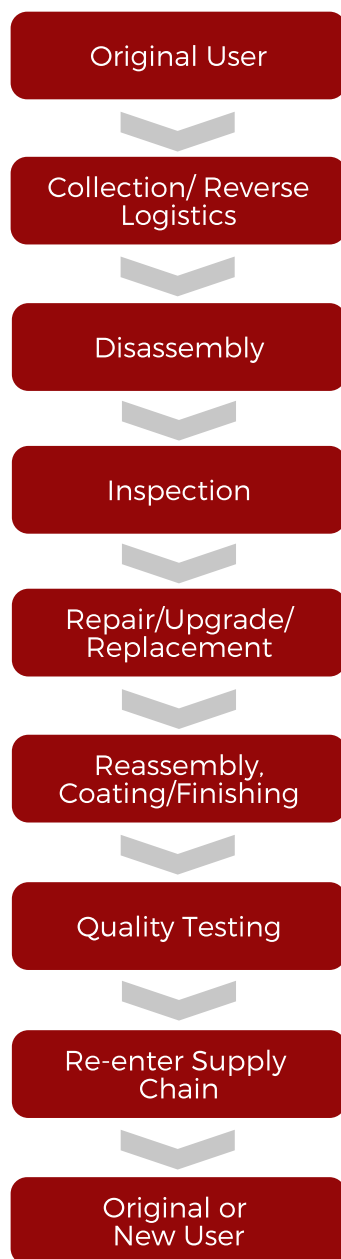 Original User
Collection/ Reverse
Logistics
Disassembly
Inspection
Repair/Upgrade/
Replacement
Reassembly,
Coating/Finishing
Quality Testing
Re-enter Supply
Chain
Original or
New User